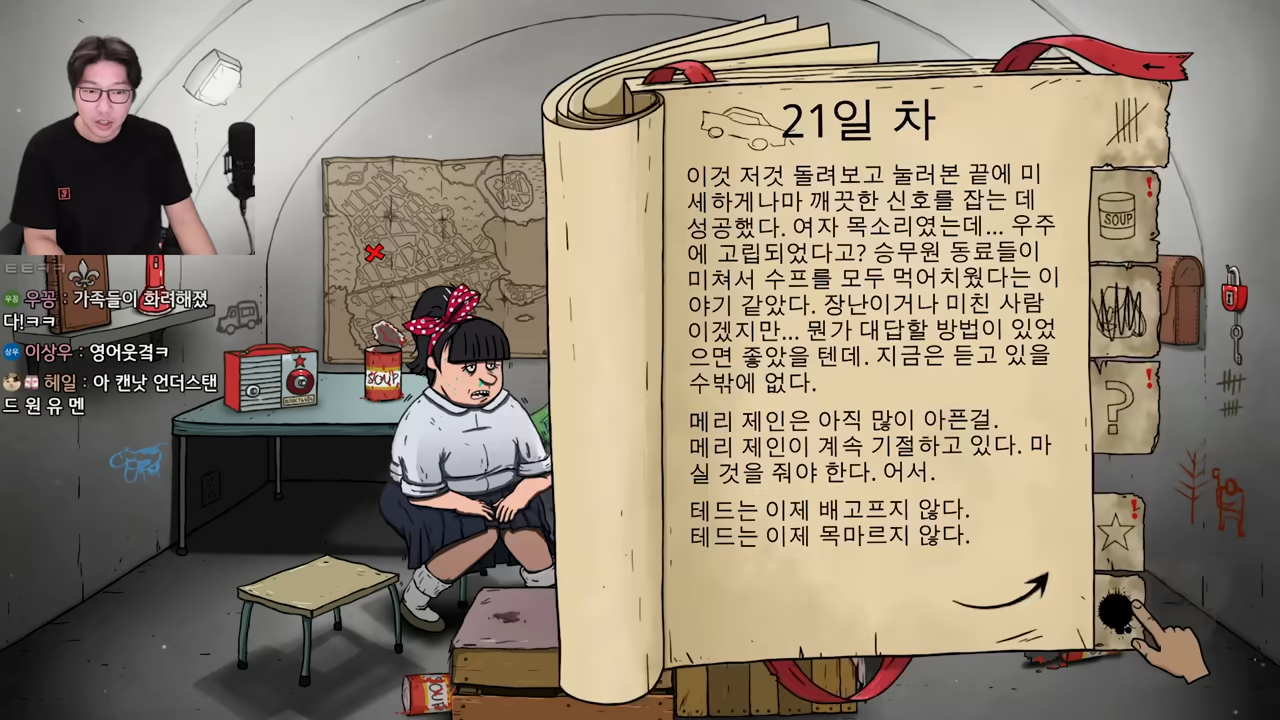 21일 차
이것 저것 돌려보고 눌러본 끝에 미
세하게나마 깨끗한 신호를 잡는 데
성공했다. 여자 목소리였는데... 우주
에 고립되었다고? 승무원 동료들이
미쳐서 수프를 모두 먹어치웠다는 이
야기 같았다. 장난이거나 미친 사람
이겠지만... 뭔가 대답할 방법이 있었
으면 좋았을 텐데. 지금은 듣고 있을
수밖에 없다.
메리 제인은 아직 많이 아픈걸.
메리 제인이 계속 기절하고 있다. 마
실 것을 줘야 한다. 어서.
테드는 이제 배고프지 않다.
테드는 이제 목마르지 않다.
SOUP
?
ㅌㅌㅋㅋ
우꽁 우꽁 : 가족들이 화려해졌
다!ㅋㅋ
상우 이상우 : 영어웃겪ㅋ
헤일 : 아 캔낫 언더스탠
드 원 유 멘
SOUP
SOUP